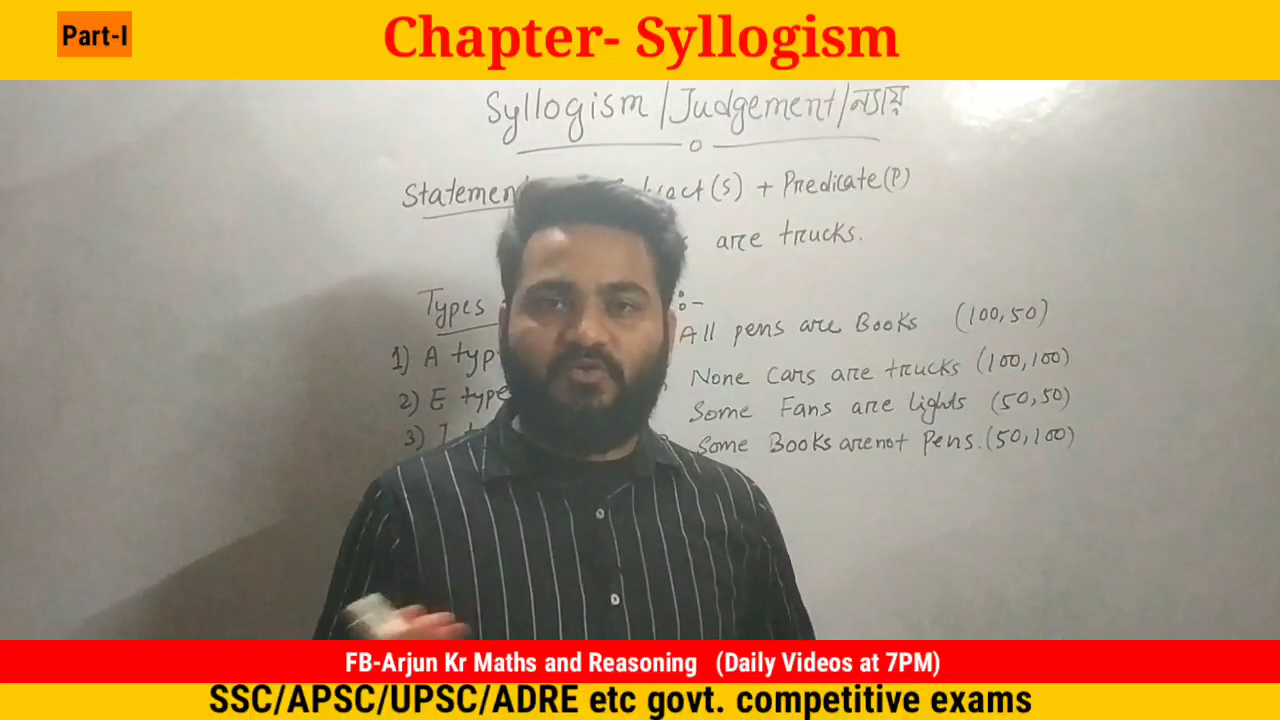 Part-I
Chapter- Syllogism
Syllogism/Judgement/ন্যায়
Statemen (S) + Predicate(P)
are trucks.
Types :-
All pens are Books (100,50)
1) A typ
None Cars are trucks (100,100)
2) E type
Some Fans are lights (50,50)
3)
Some Books are not Pens. (50,100)
FB-Arjun Kr Maths and Reasoning (Daily Videos at 7PM)
SSC/APSC/UPSC/ADRE etc govt. competitive exams